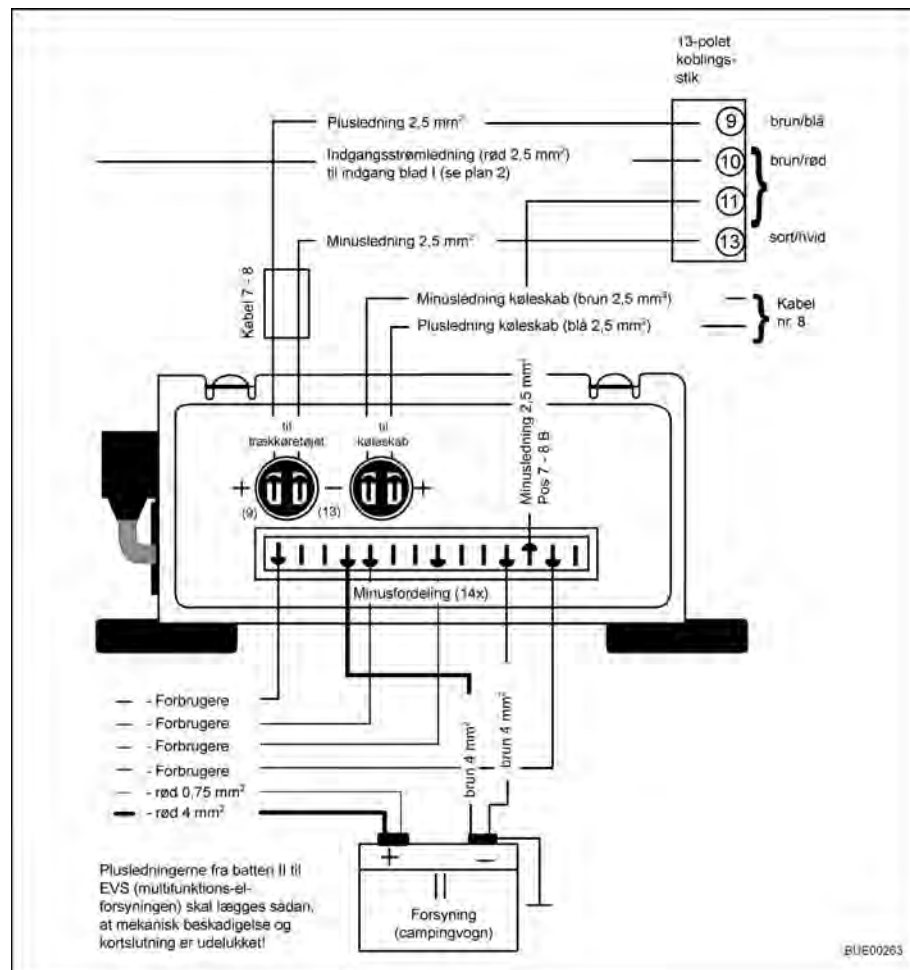 13-polet
koblings-
stik
Plusledning 2,5 mm²
9
brun/blå
Indgangsstrømledning (rød 2,5 mm²)
til indgang blad I (se plan 2)
10
brun/rød
11
Minusledning 2,5 mm²
13
sort/hvid
Kabel 7 - 8
Minusledning køleskab (brun 2,5 mm²)
Plusledning køleskab (blå 2,5 mm²)
Kabel
nr. 8
Minusledning 2,5 mm²
Pos 7 - 8 B
til
trækkøretøjet
til
køleskab
+
(9)
–
(13)
+
Minusfordeling (14x)
– - Forbrugere
– - Forbrugere
– - Forbrugere
– - Forbrugere
– - rød 0,75 mm²
– - rød 4 mm²
brun 4 mm²
brun 4 mm²
+
–
II
Forsyning
(campingvogn)
Plusledningerne fra batteri II til
EVS (multifunktions-el-
forsyningen) skal lægges sådan,
at mekanisk beskadigelse og
kortslutning er udelukket!
BUE00263